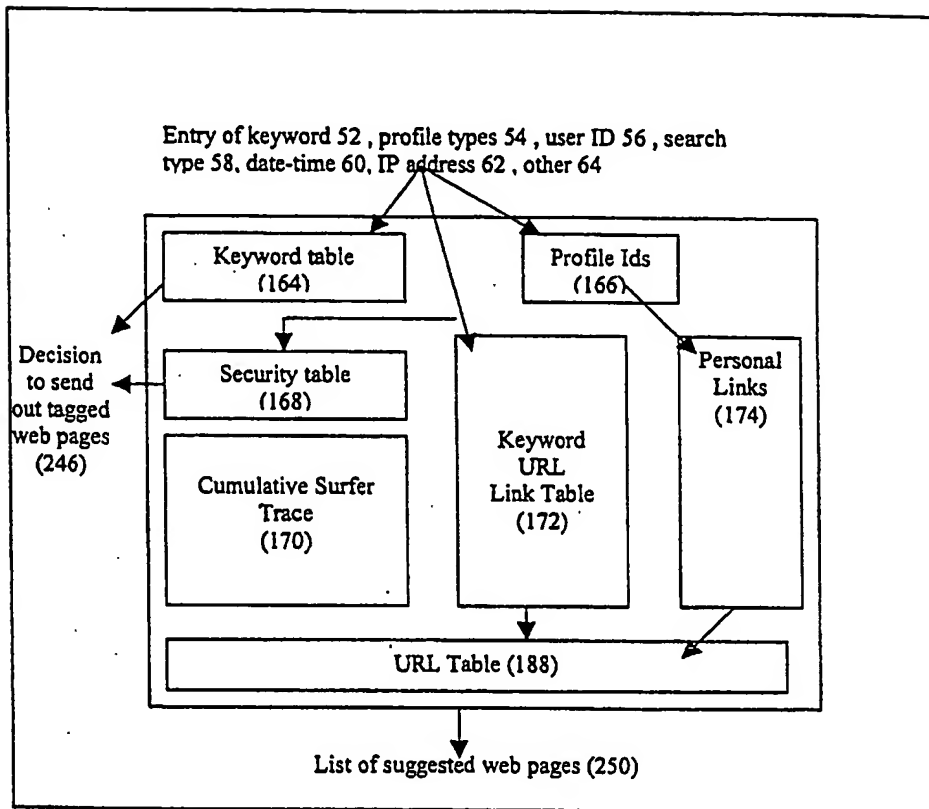 Entry of keyword 52 , profile types 54 , user ID 56 , search
type 58, date-time 60, IP address 62 , other 64
Keyword table
(164)
Profile Ids
(166)
Decision
to send
out tagged
web pages
(246)
Security table
(168)
Personal
Links
(174)
Cumulative Surfer
Trace
(170)
Keyword
URL
Link Table
(172)
URL Table (188)
List of suggested web pages (250)